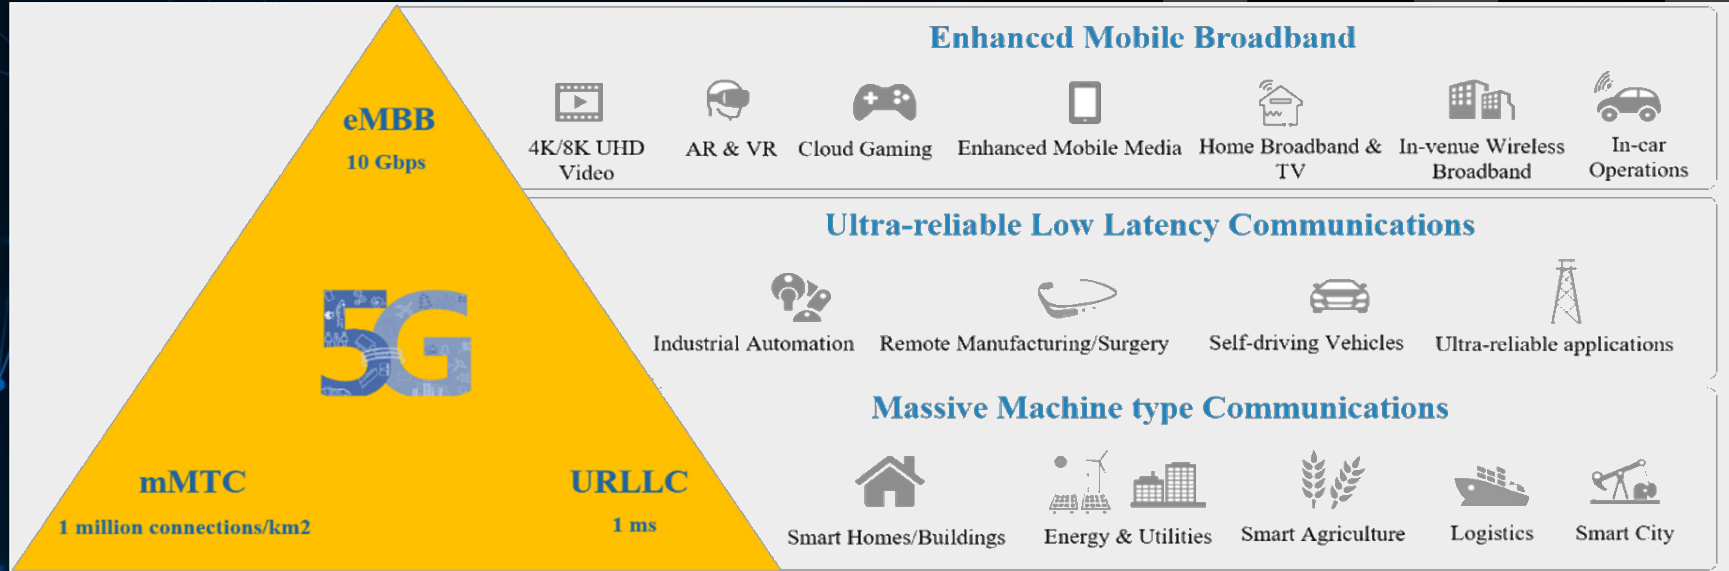 eMBB
10 Gbps
5G
mMTC
1 million connections/km2
URLLC
1 ms
Enhanced Mobile Broadband
4K/8K UHD
Video
AR & VR
Cloud Gaming
Enhanced Mobile Media
Home Broadband &
TV
In-venue Wireless
Broadband
In-car
Operations
Ultra-reliable Low Latency Communications
Industrial Automation
Remote Manufacturing/Surgery
Self-driving Vehicles
Ultra-reliable applications
Massive Machine type Communications
Smart Homes/Buildings
Energy & Utilities
Smart Agriculture
Logistics
Smart City